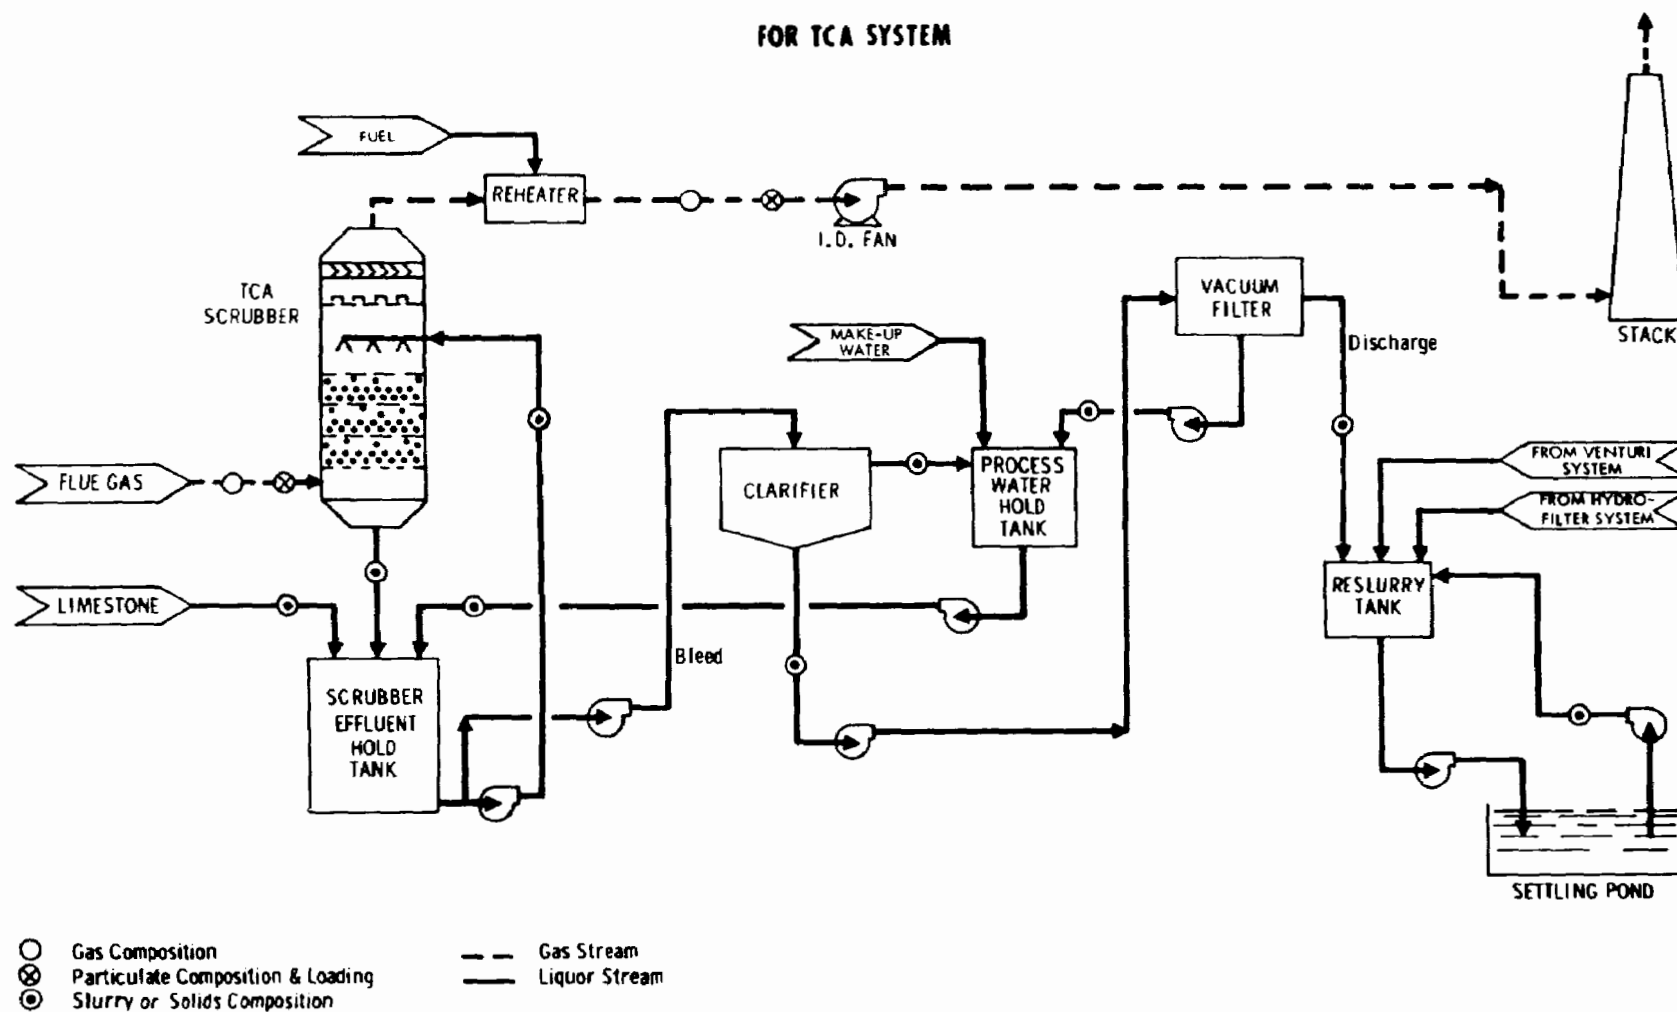 FOR TCA SYSTEM
FUEL
REHEATER
I.D. FAN
TCA
SCRUBBER
VACUUM
FILTER
STACK
MAKE-UP
WATER
Discharge
FLUE GAS
CLARIFIER
PROCESS
WATER
HOLD
TANK
FROM VENTURI
SYSTEM
FROM HYDRO-
FILTER SYSTEM
LIMESTONE
RESLURRY
TANK
Bleed
SCRUBBER
EFFLUENT
HOLD
TANK
SETTLING POND
Gas Composition
Particulate Composition & Loading
Slurry or Solids Composition
Gas Stream
Liquor Stream